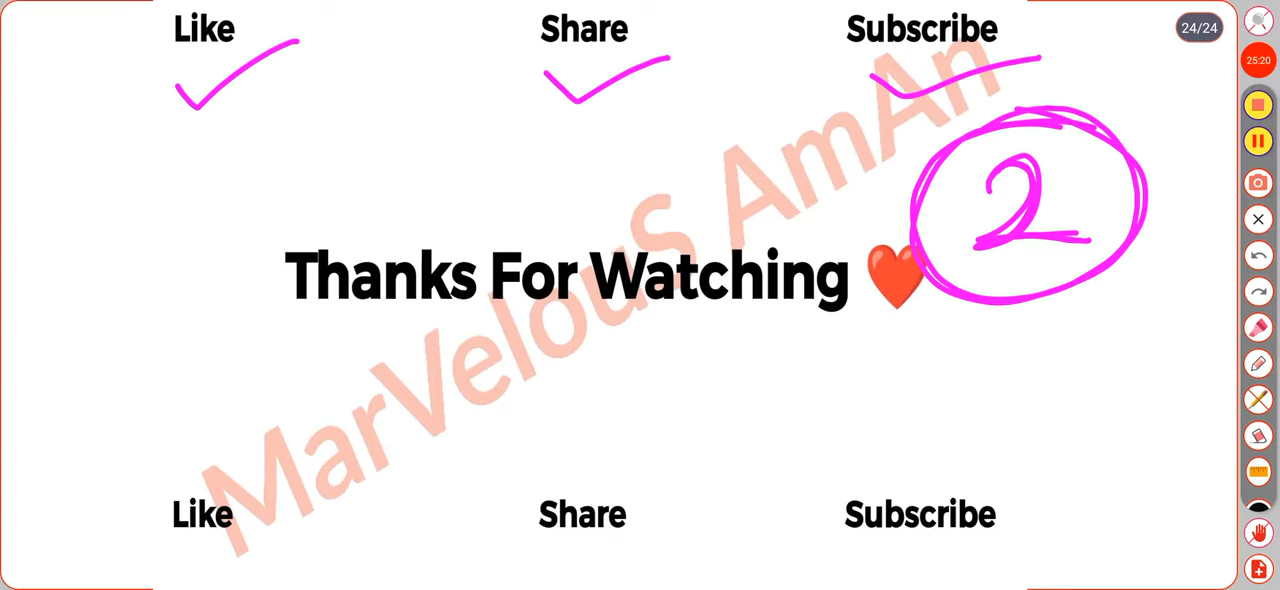 Like Share Subscribe
24/24
25:20
2
Thanks For Watching ❤️
MarVelouS AmAn
Like Share Subscribe